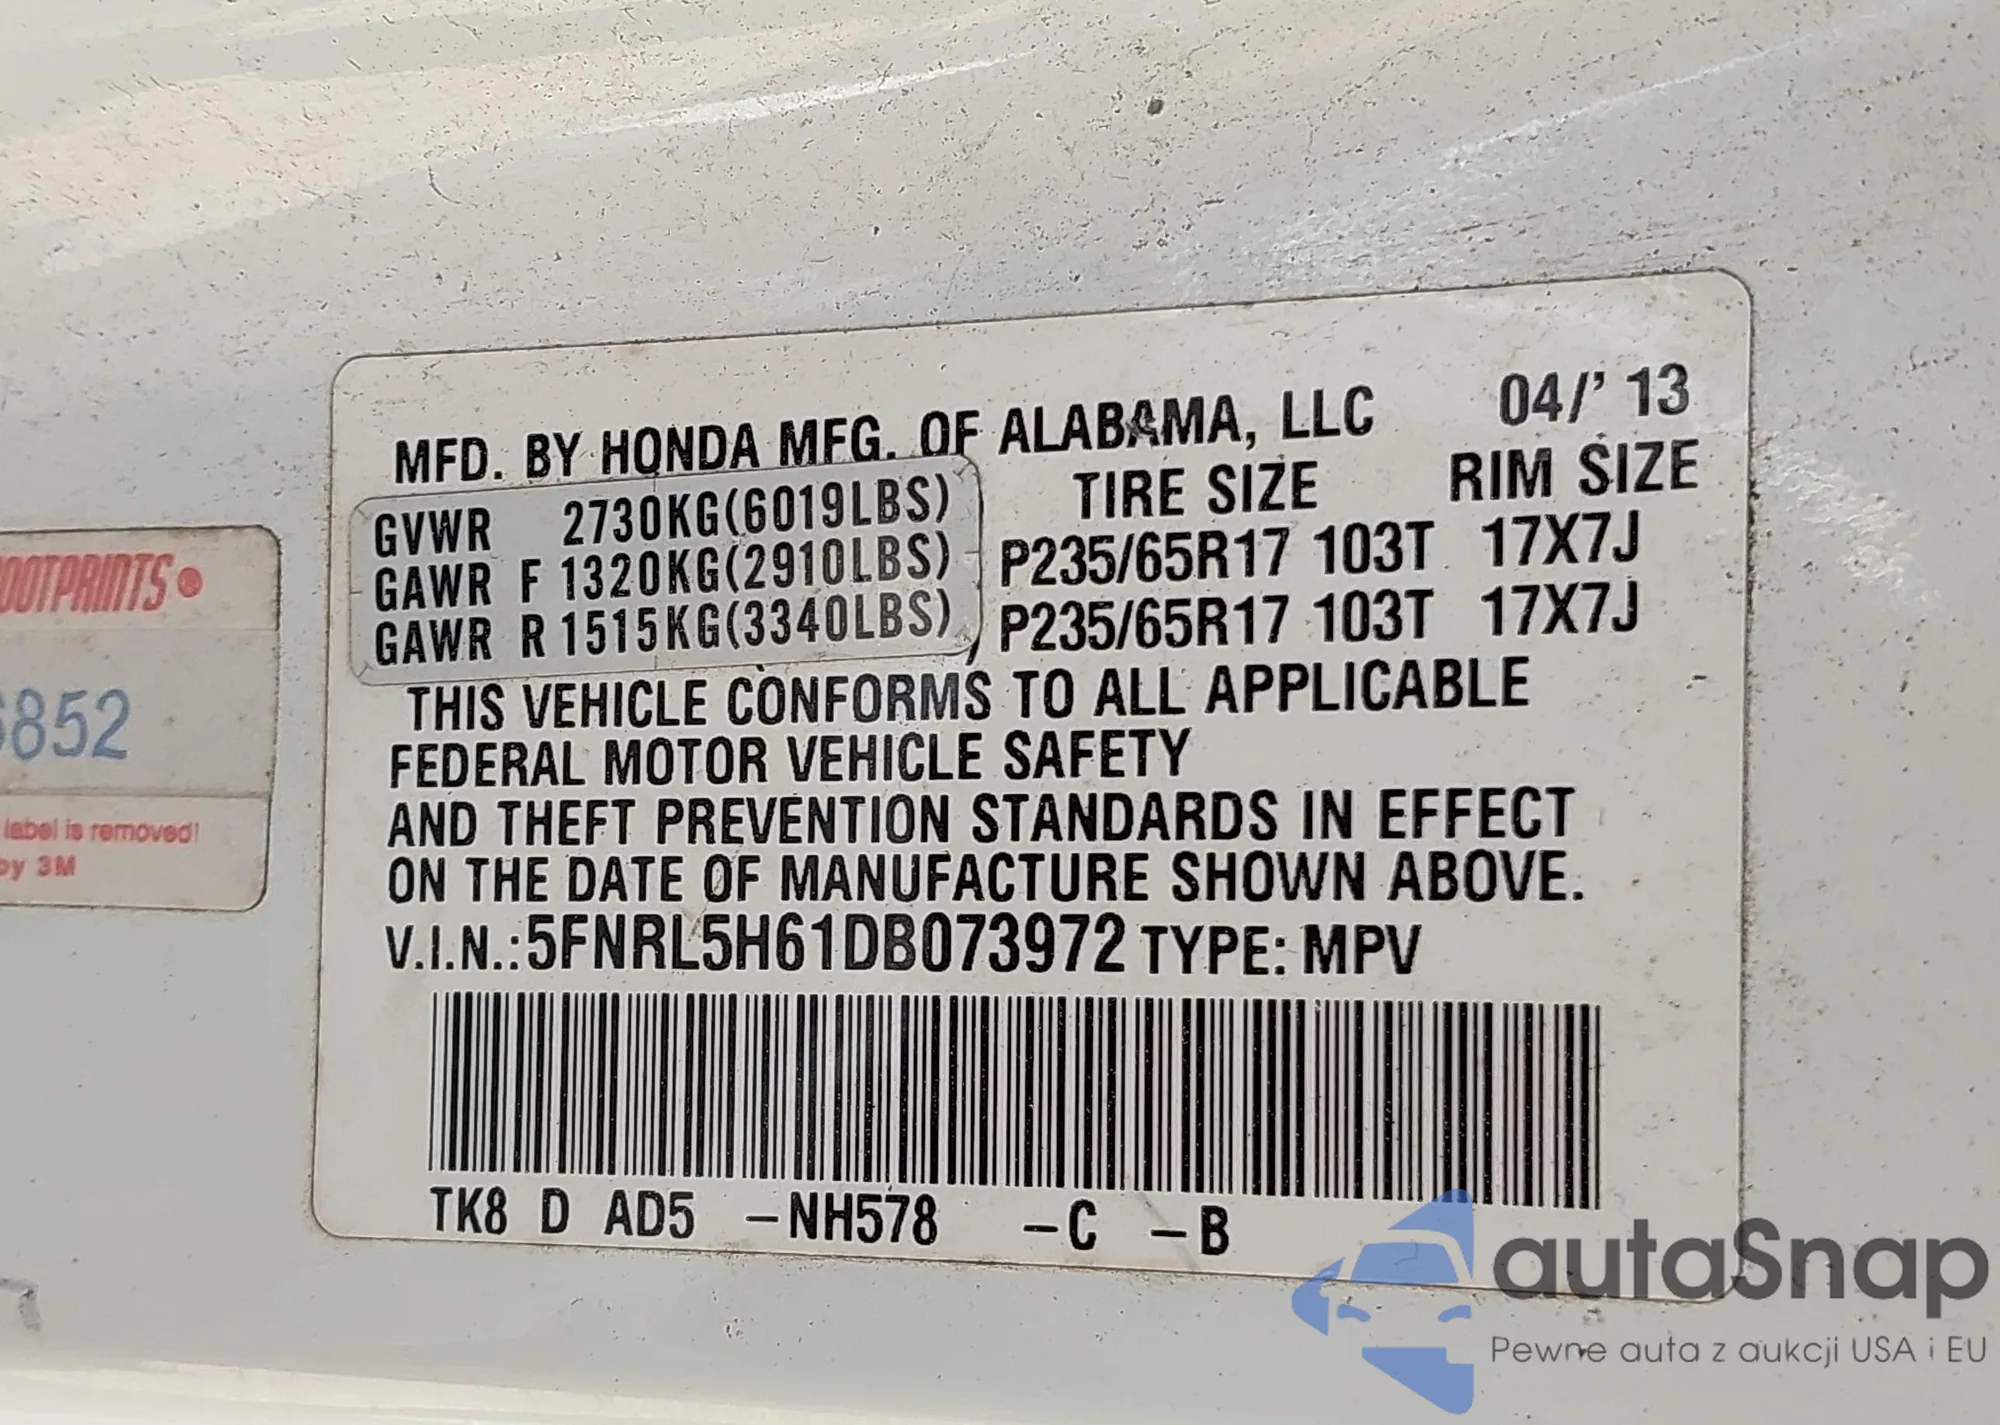 MFD. BY HONDA MFG. OF ALABAMA, LLC 04/' 13
TIRE SIZE RIM SIZE
GVWR 2730KG(6019LBS)
GAWR F 1320KG(2910LBS) P235/65R17 103T 17X7J
GAWR R 1515KG(3340LBS), P235/65R17 103T 17X7J
THIS VEHICLE CONFORMS TO ALL APPLICABLE
FEDERAL MOTOR VEHICLE SAFETY
AND THEFT PREVENTION STANDARDS IN EFFECT
ON THE DATE OF MANUFACTURE SHOWN ABOVE.
V.I.N.:5FNRL5H61DB073972 TYPE: MPV
TK8 D AD5 -NH578 -C -B
852
label is removed!
by 3M
autaSnap
Pewne auta z aukcji USA i EU